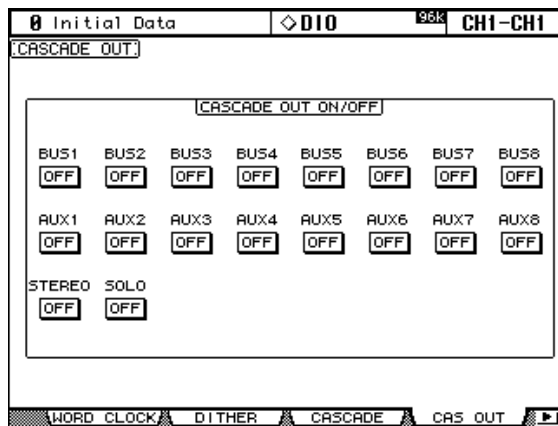 0 Initial Data ◇DIO 96k CH1-CH1
CASCADE OUT
CASCADE OUT ON/OFF
BUS1 BUS2 BUS3 BUS4 BUS5 BUS6 BUS7 BUS8
OFF OFF OFF OFF OFF OFF OFF OFF
AUX1 AUX2 AUX3 AUX4 AUX5 AUX6 AUX7 AUX8
OFF OFF OFF OFF OFF OFF OFF OFF
STEREO SOLO
OFF OFF
WORD CLOCK DITHER CASCADE CAS OUT